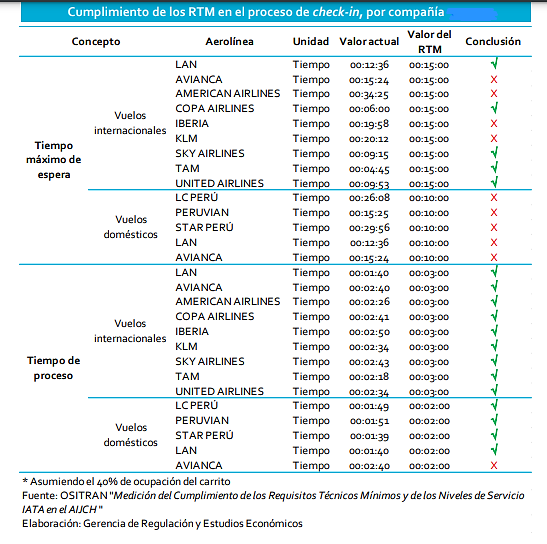 Cumplimiento de los RTM en el proceso de check-in, por compañía
Concepto Aerolínea Unidad Valor actual Valor del RTM Conclusión
LAN Tiempo 00:12:36 00:15:00 √
AVIANCA Tiempo 00:15:24 00:15:00 X
AMERICAN AIRLINES Tiempo 00:34:25 00:15:00 X
COPA AIRLINES Tiempo 00:06:00 00:15:00 √
Vuelos internacionales IBERIA Tiempo 00:19:58 00:15:00 X
KLM Tiempo 00:20:12 00:15:00 X
Tiempo máximo de espera SKY AIRLINES Tiempo 00:09:15 00:15:00 √
TAM Tiempo 00:04:45 00:15:00 √
UNITED AIRLINES Tiempo 00:09:53 00:15:00 √
LC PERÚ Tiempo 00:26:08 00:10:00 X
PERUVIAN Tiempo 00:15:25 00:10:00 X
Vuelos domésticos STAR PERÚ Tiempo 00:29:56 00:10:00 X
LAN Tiempo 00:12:36 00:10:00 X
AVIANCA Tiempo 00:15:24 00:10:00 X
LAN Tiempo 00:01:40 00:03:00 √
AVIANCA Tiempo 00:02:40 00:03:00 √
AMERICAN AIRLINES Tiempo 00:02:26 00:03:00 √
COPA AIRLINES Tiempo 00:02:41 00:03:00 √
Vuelos internacionales IBERIA Tiempo 00:02:50 00:03:00 √
KLM Tiempo 00:02:34 00:03:00 √
Tiempo de proceso SKY AIRLINES Tiempo 00:02:43 00:03:00 √
TAM Tiempo 00:02:18 00:03:00 √
UNITED AIRLINES Tiempo 00:02:34 00:03:00 √
LC PERÚ Tiempo 00:01:49 00:02:00 √
PERUVIAN Tiempo 00:01:51 00:02:00 √
Vuelos domésticos STAR PERÚ Tiempo 00:01:39 00:02:00 √
LAN Tiempo 00:01:40 00:02:00 √
AVIANCA Tiempo 00:02:40 00:02:00 X
* Asumiendo el 40% de ocupación del carrito
Fuente: OSITRAN "Medición del Cumplimiento de los Requisitos Técnicos Mínimos y de los Niveles de Servicio
IATA en el AIJCH "
Elaboración: Gerencia de Regulación y Estudios Económicos